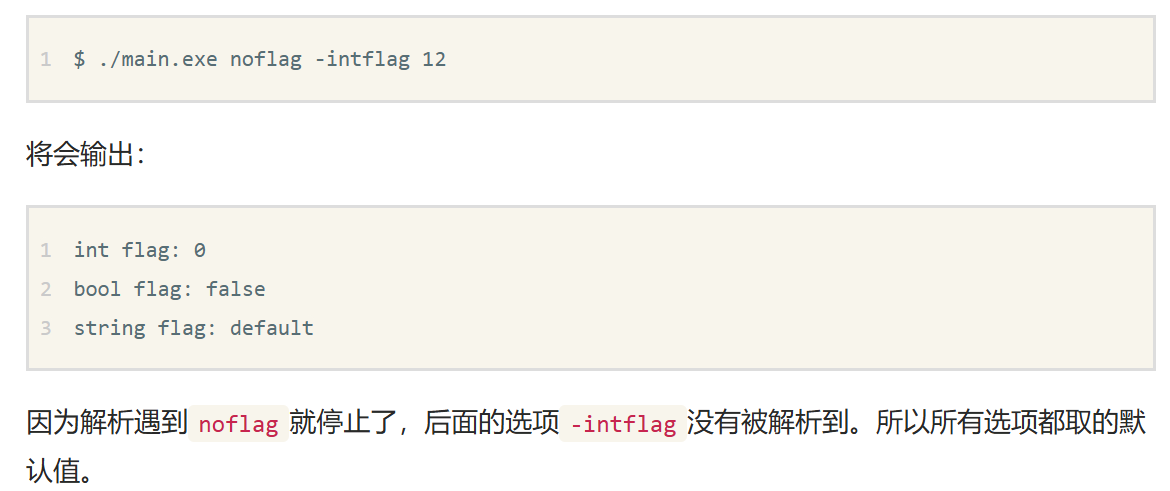 1 $ ./main.exe noflag -intflag 12
将会输出：
1 int flag: 0
2 bool flag: false
3 string flag: default
因为解析遇到 noflag 就停止了，后面的选项 -intflag 没有被解析到。所以所有选项都取的默
认值。